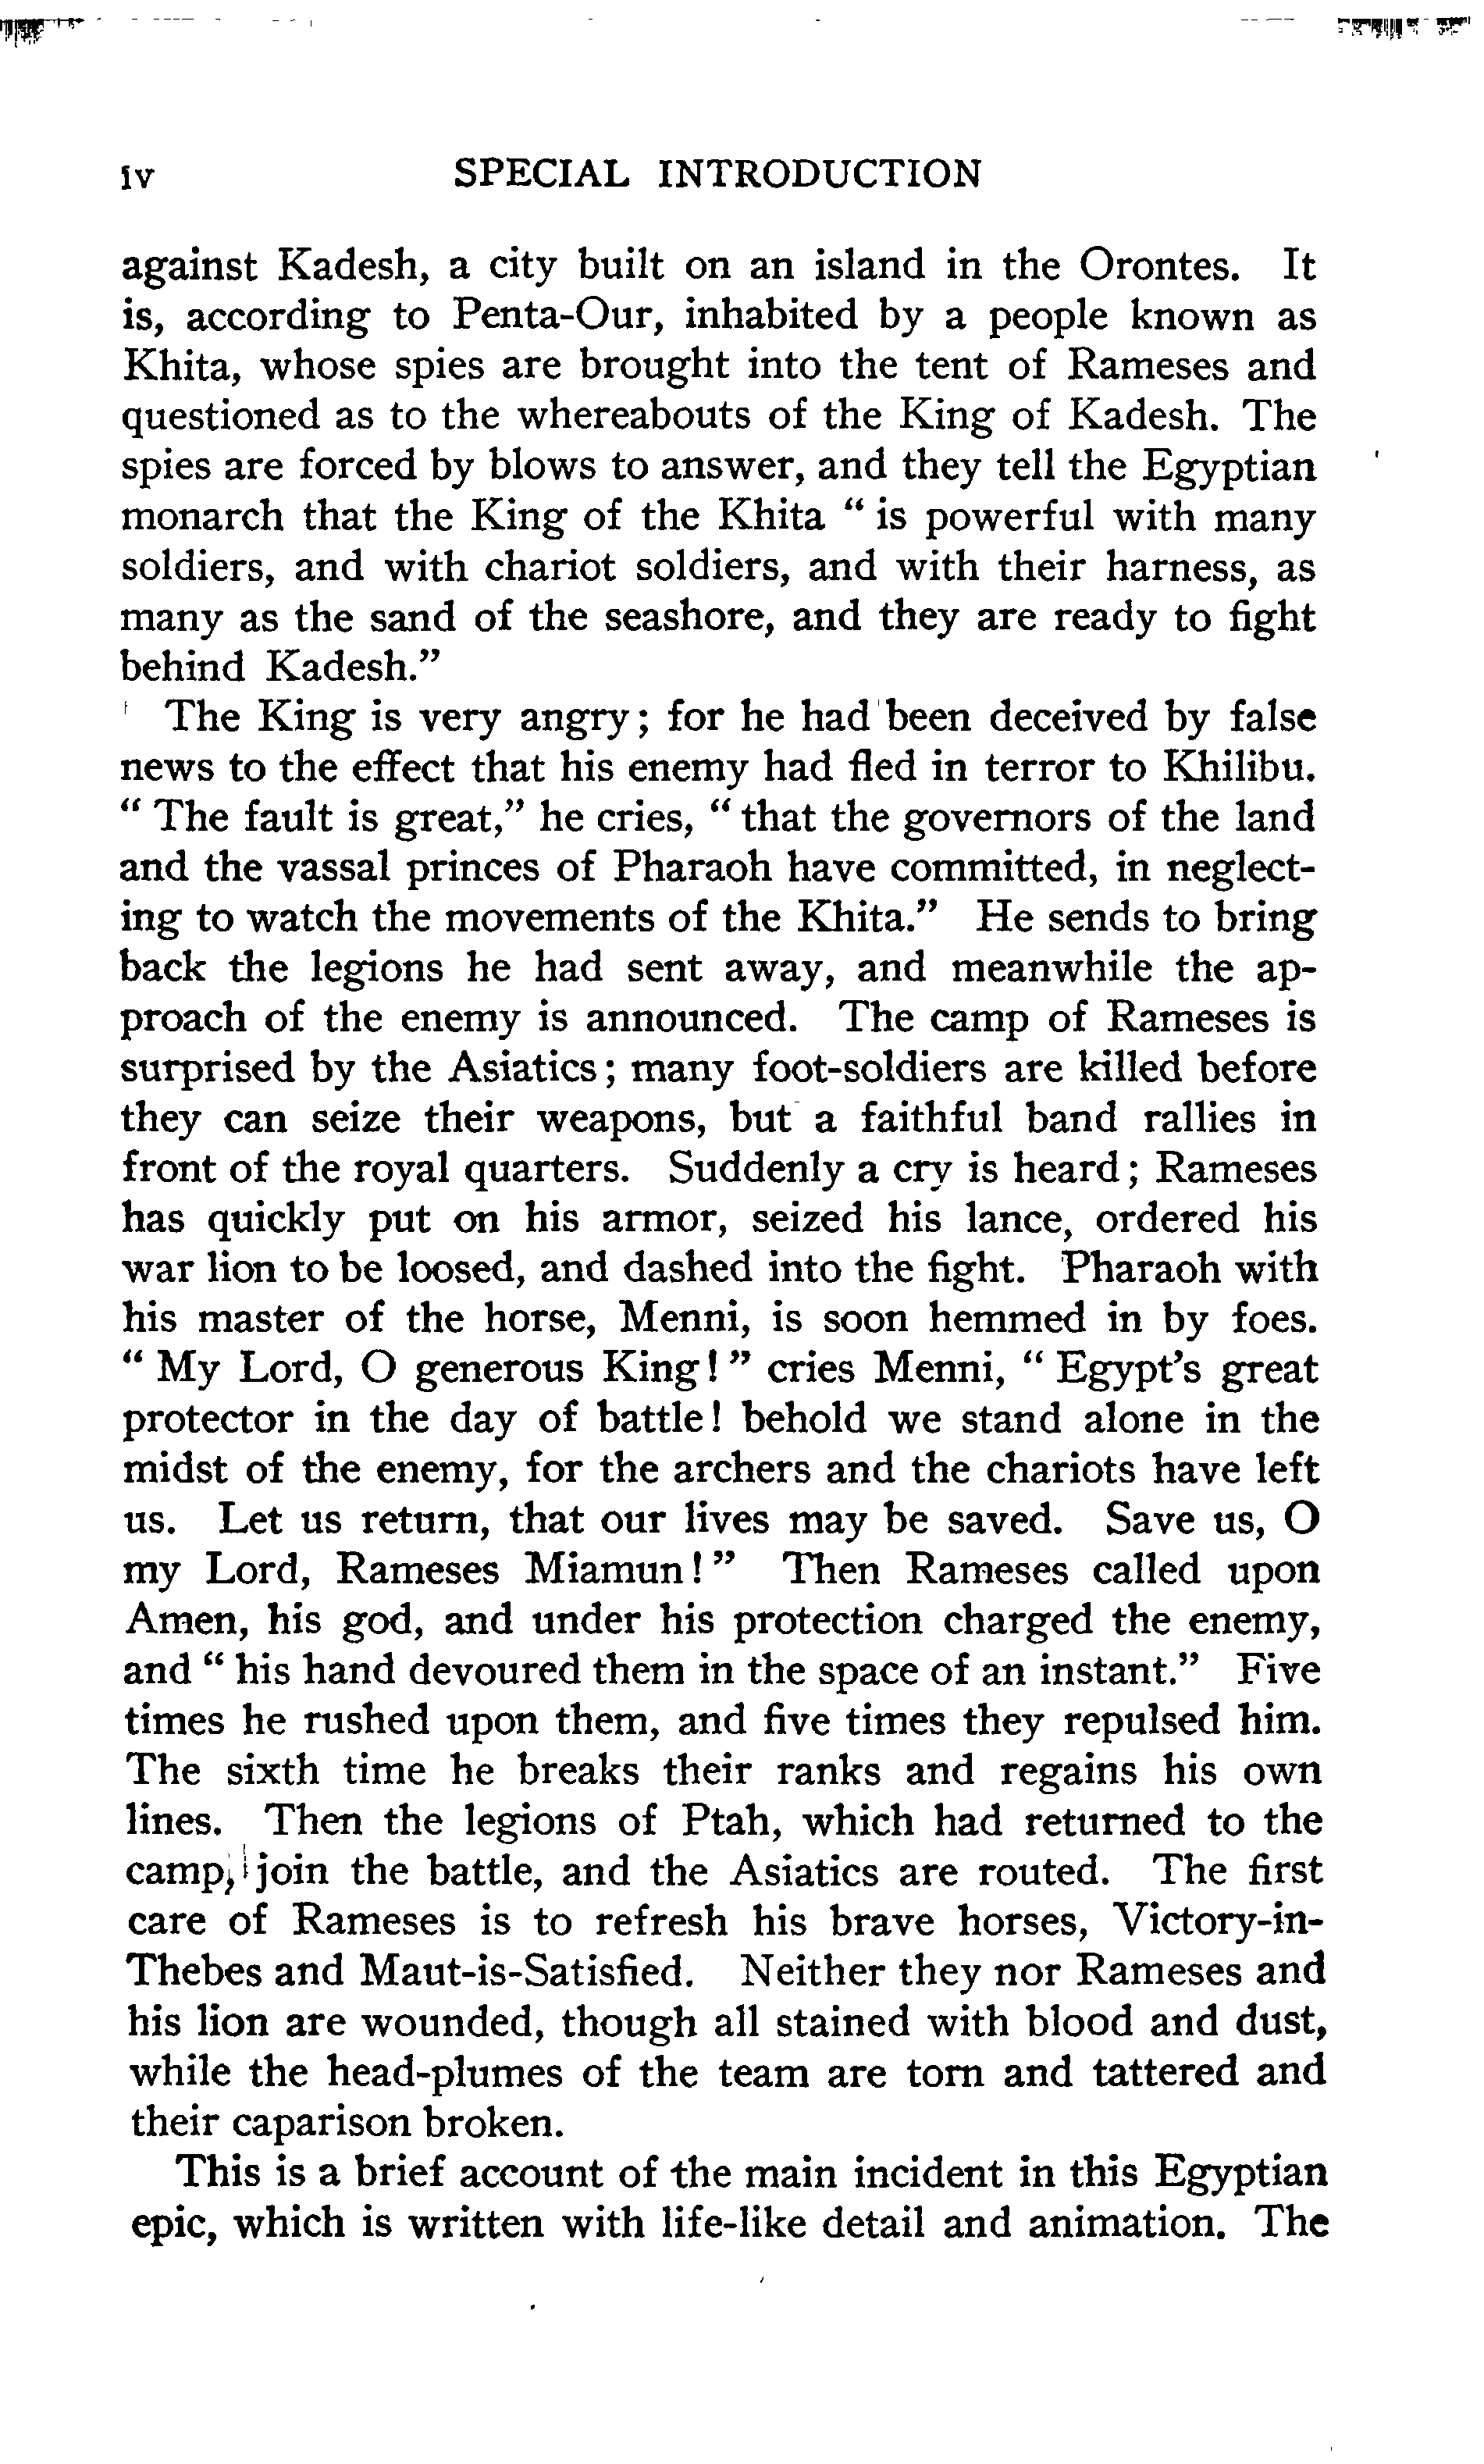 iv SPECIAL INTRODUCTION
against Kadesh, a city built on an island in the Orontes. It
is, according to Penta-Our, inhabited by a people known as
Khita, whose spies are brought into the tent of Rameses and
questioned as to the whereabouts of the King of Kadesh. The
spies are forced by blows to answer, and they tell the Egyptian
monarch that the King of the Khita “ is powerful with many
soldiers, and with chariot soldiers, and with their harness, as
many as the sand of the seashore, and they are ready to fight
behind Kadesh.”
The King is very angry; for he had been deceived by false
news to the effect that his enemy had fled in terror to Khilibu.
“ The fault is great,” he cries, “ that the governors of the land
and the vassal princes of Pharaoh have committed, in neglect-
ing to watch the movements of the Khita.” He sends to bring
back the legions he had sent away, and meanwhile the ap-
proach of the enemy is announced. The camp of Rameses is
surprised by the Asiatics; many foot-soldiers are killed before
they can seize their weapons, but a faithful band rallies in
front of the royal quarters. Suddenly a cry is heard; Rameses
has quickly put on his armor, seized his lance, ordered his
war lion to be loosed, and dashed into the fight. Pharaoh with
his master of the horse, Menni, is soon hemmed in by foes.
“ My Lord, O generous King! ” cries Menni, “ Egypt’s great
protector in the day of battle! behold we stand alone in the
midst of the enemy, for the archers and the chariots have left
us. Let us return, that our lives may be saved. Save us, O
my Lord, Rameses Miamun! ” Then Rameses called upon
Amen, his god, and under his protection charged the enemy,
and “ his hand devoured them in the space of an instant.” Five
times he rushed upon them, and five times they repulsed him.
The sixth time he breaks their ranks and regains his own
lines. Then the legions of Ptah, which had returned to the
camp, join the battle, and the Asiatics are routed. The first
care of Rameses is to refresh his brave horses, Victory-in-
Thebes and Maut-is-Satisfied. Neither they nor Rameses and
his lion are wounded, though all stained with blood and dust,
while the head-plumes of the team are torn and tattered and
their caparison broken.
This is a brief account of the main incident in this Egyptian
epic, which is written with life-like detail and animation. The